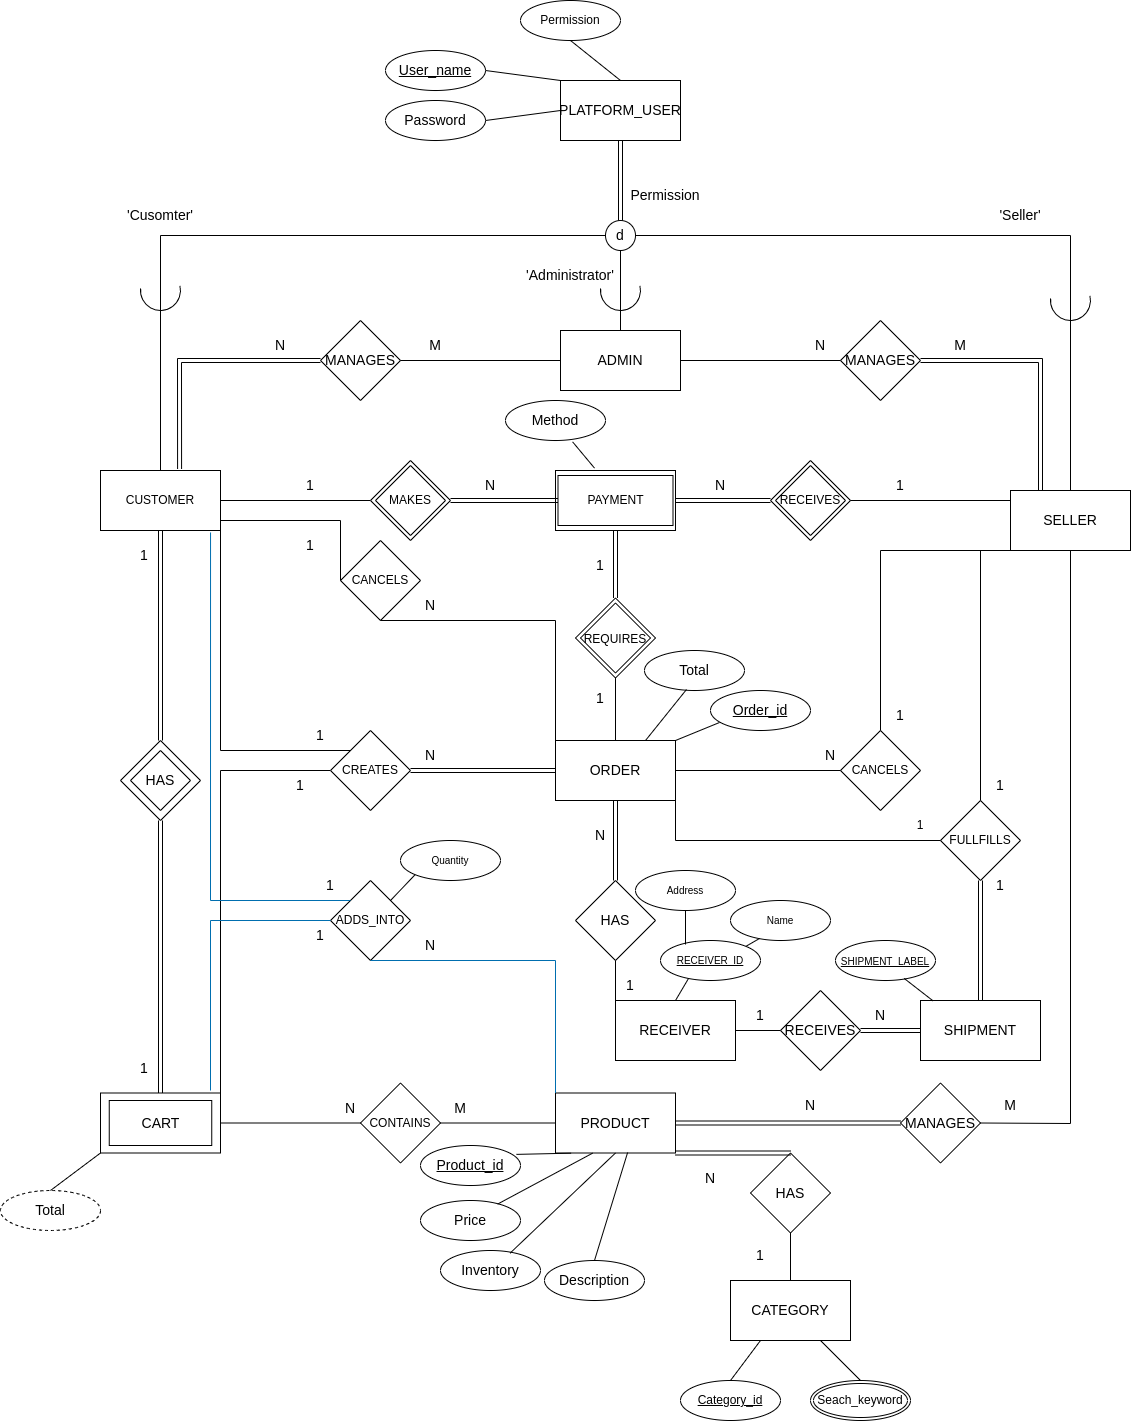 Permission
User_name
PLATFORM_USER
Password
Permission
'Cusomter'
'Seller'
d
'Administrator'
N
M
N
M
MANAGES
ADMIN
MANAGES
Method
1
N
N
1
CUSTOMER
MAKES
PAYMENT
RECEIVES
SELLER
1
1
1
CANCELS
N
REQUIRES
Total
1
Order_id
1
1
N
N
CREATES
ORDER
CANCELS
HAS
1
1
1
N
FULLFILLS
Quantity
1
1
Address
ADDS_INTO
HAS
Name
1
N
RECEIVER_ID
SHIPMENT_LABEL
1
1
N
RECEIVER
RECEIVES
SHIPMENT
1
N
M
N
M
CART
CONTAINS
PRODUCT
MANAGES
Product_id
N
HAS
Total
Price
1
Inventory
Description
CATEGORY
Category_id
Seach_keyword